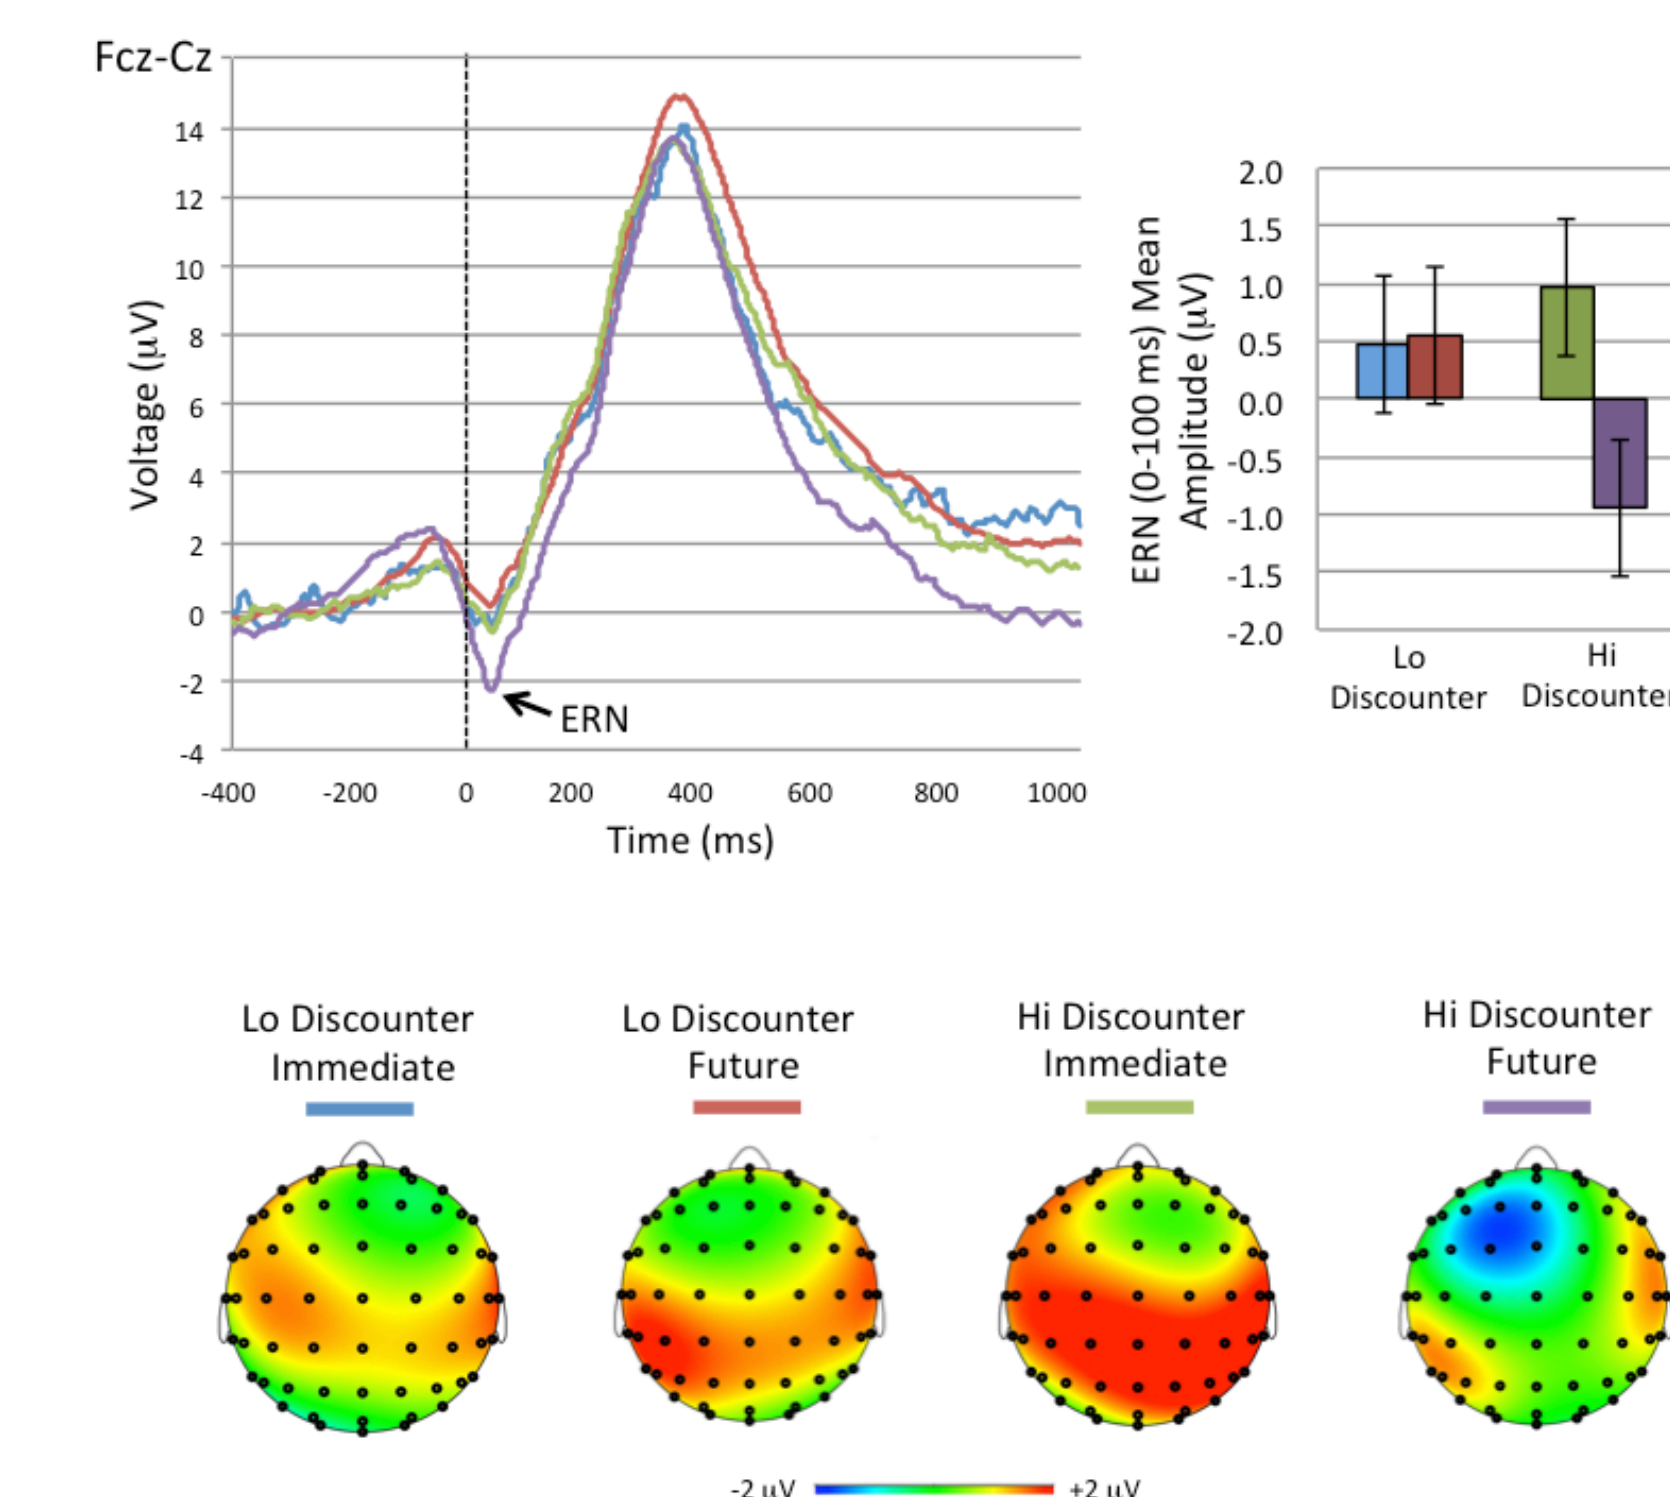 Fcz-Cz
14
12
10
8
6
4
2
0
-2
-4
Voltage (µV)
-400 -200 0 200 400 600 800 1000
Time (ms)
ERN
ERN (0-100 ms) Mean
Amplitude (µV)
2.0
1.5
1.0
0.5
0.0
-0.5
-1.0
-1.5
-2.0
Lo
Discounter
Hi
Discounter
Lo Discounter
Immediate
Lo Discounter
Future
Hi Discounter
Immediate
Hi Discounter
Future
-2 µV +2 µV